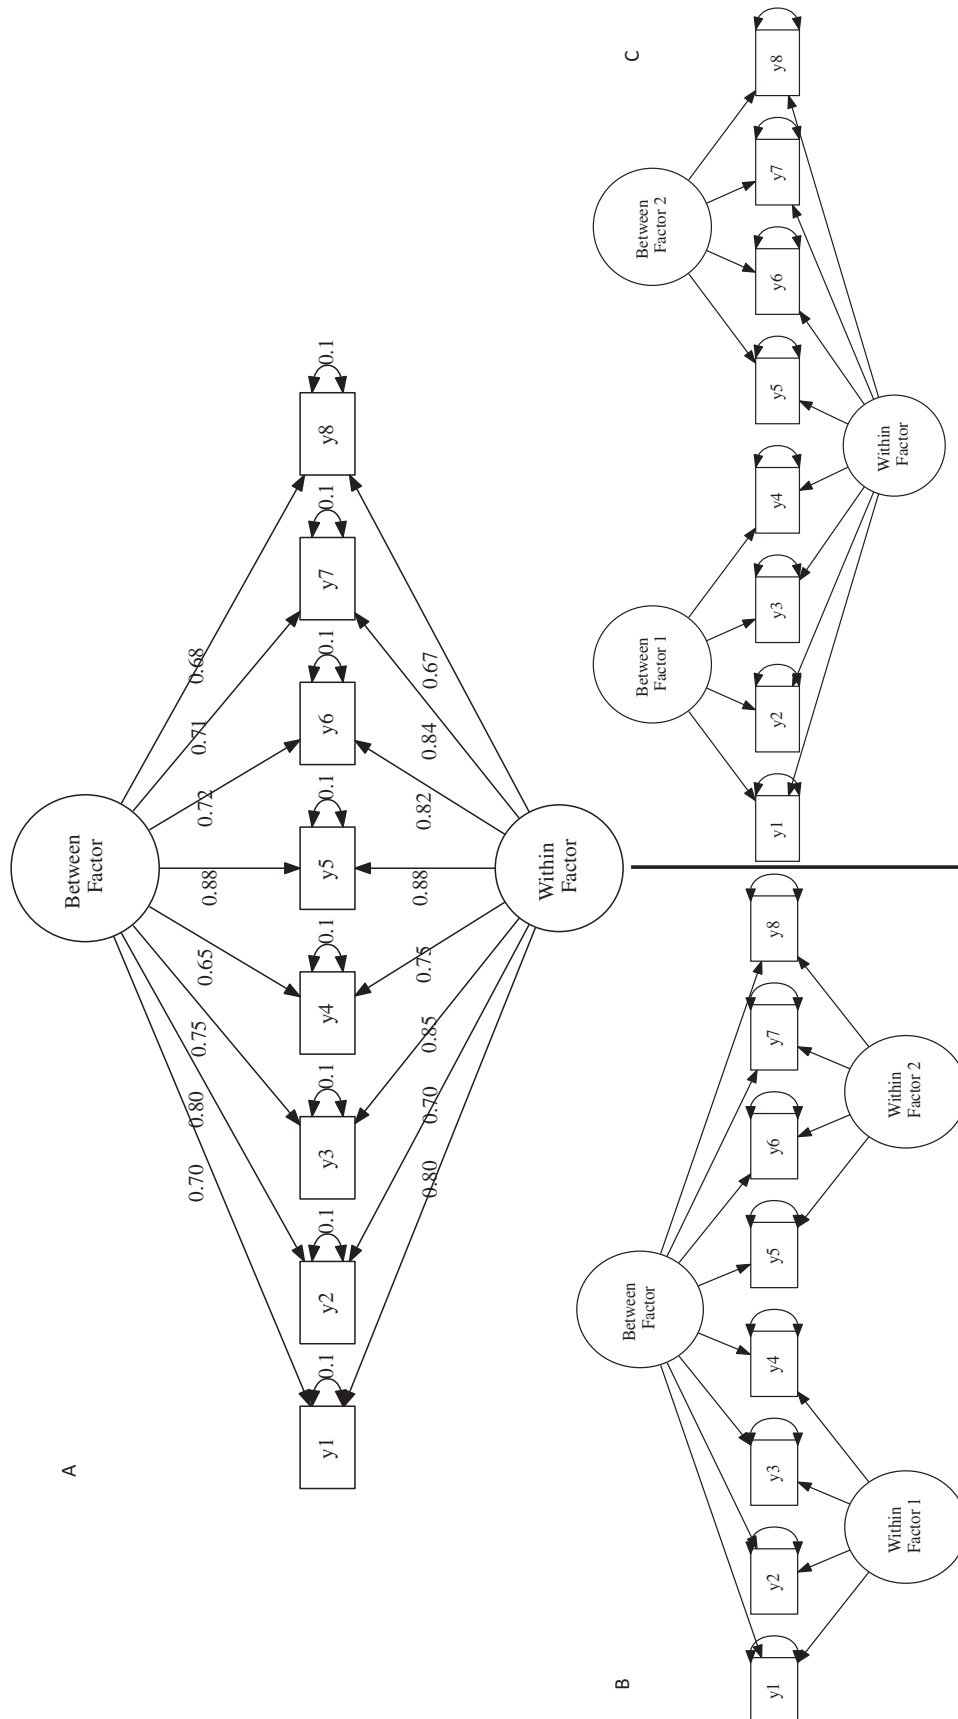 A
Between
Factor
0.70
0.80
0.75
0.65
0.88
0.72
0.71
0.68
y1
0.1
y2
0.1
y3
0.1
y4
0.1
y5
0.1
y6
0.1
y7
0.1
y8
0.1
0.80
0.70
0.85
0.75
0.88
0.82
0.84
0.67
Within
Factor
B
Between
Factor
y1
y2
y3
y4
y5
y6
y7
y8
Within
Factor 1
Within
Factor 2
C
Between
Factor 1
Between
Factor 2
y1
y2
y3
y4
y5
y6
y7
y8
Within
Factor